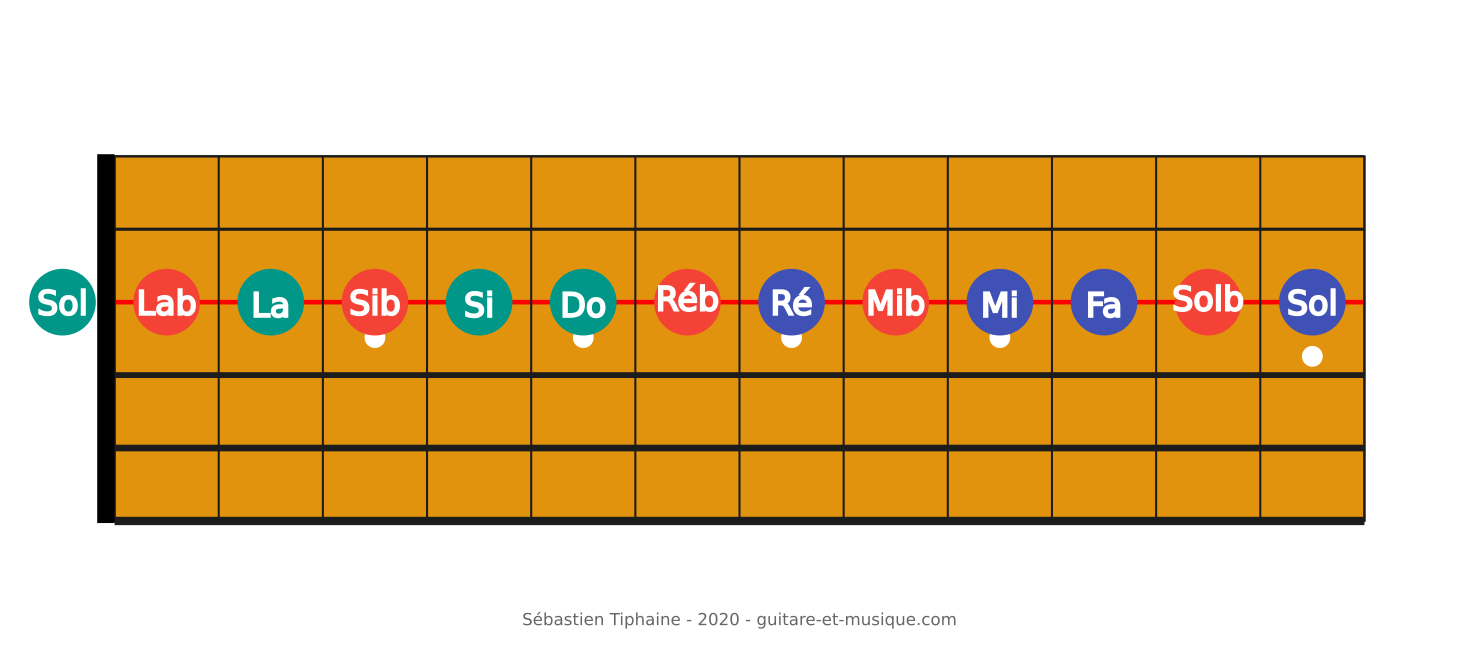 Sol Lab La Sib Si Do Réb Ré Mib Mi Fa Solb Sol
Sébastien Tiphaine - 2020 - guitare-et-musique.com